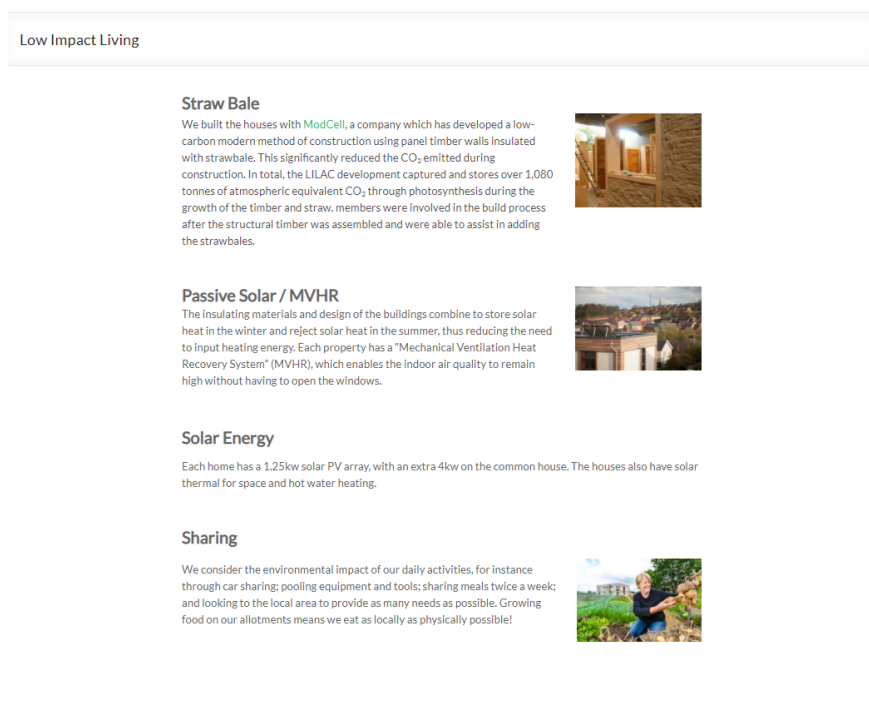 Low Impact Living
Straw Bale
We built the houses with ModCell, a company which has developed a low-
carbon modern method of construction using panel timber walls insulated
with strawbale. This significantly reduced the CO₂ emitted during
construction. In total, the LILAC development captured and stores over 1,080
tonnes of atmospheric equivalent CO₂ through photosynthesis during the
growth of the timber and straw. members were involved in the build process
after the structural timber was assembled and were able to assist in adding
the strawbales.
Passive Solar / MVHR
The insulating materials and design of the buildings combine to store solar
heat in the winter and reject solar heat in the summer, thus reducing the need
to input heating energy. Each property has a "Mechanical Ventilation Heat
Recovery System" (MVHR), which enables the indoor air quality to remain
high without having to open the windows.
Solar Energy
Each home has a 1.25kw solar PV array, with an extra 4kw on the common house. The houses also have solar
thermal for space and hot water heating.
Sharing
We consider the environmental impact of our daily activities, for instance
through car sharing; pooling equipment and tools; sharing meals twice a week;
and looking to the local area to provide as many needs as possible. Growing
food on our allotments means we eat as locally as physically possible!